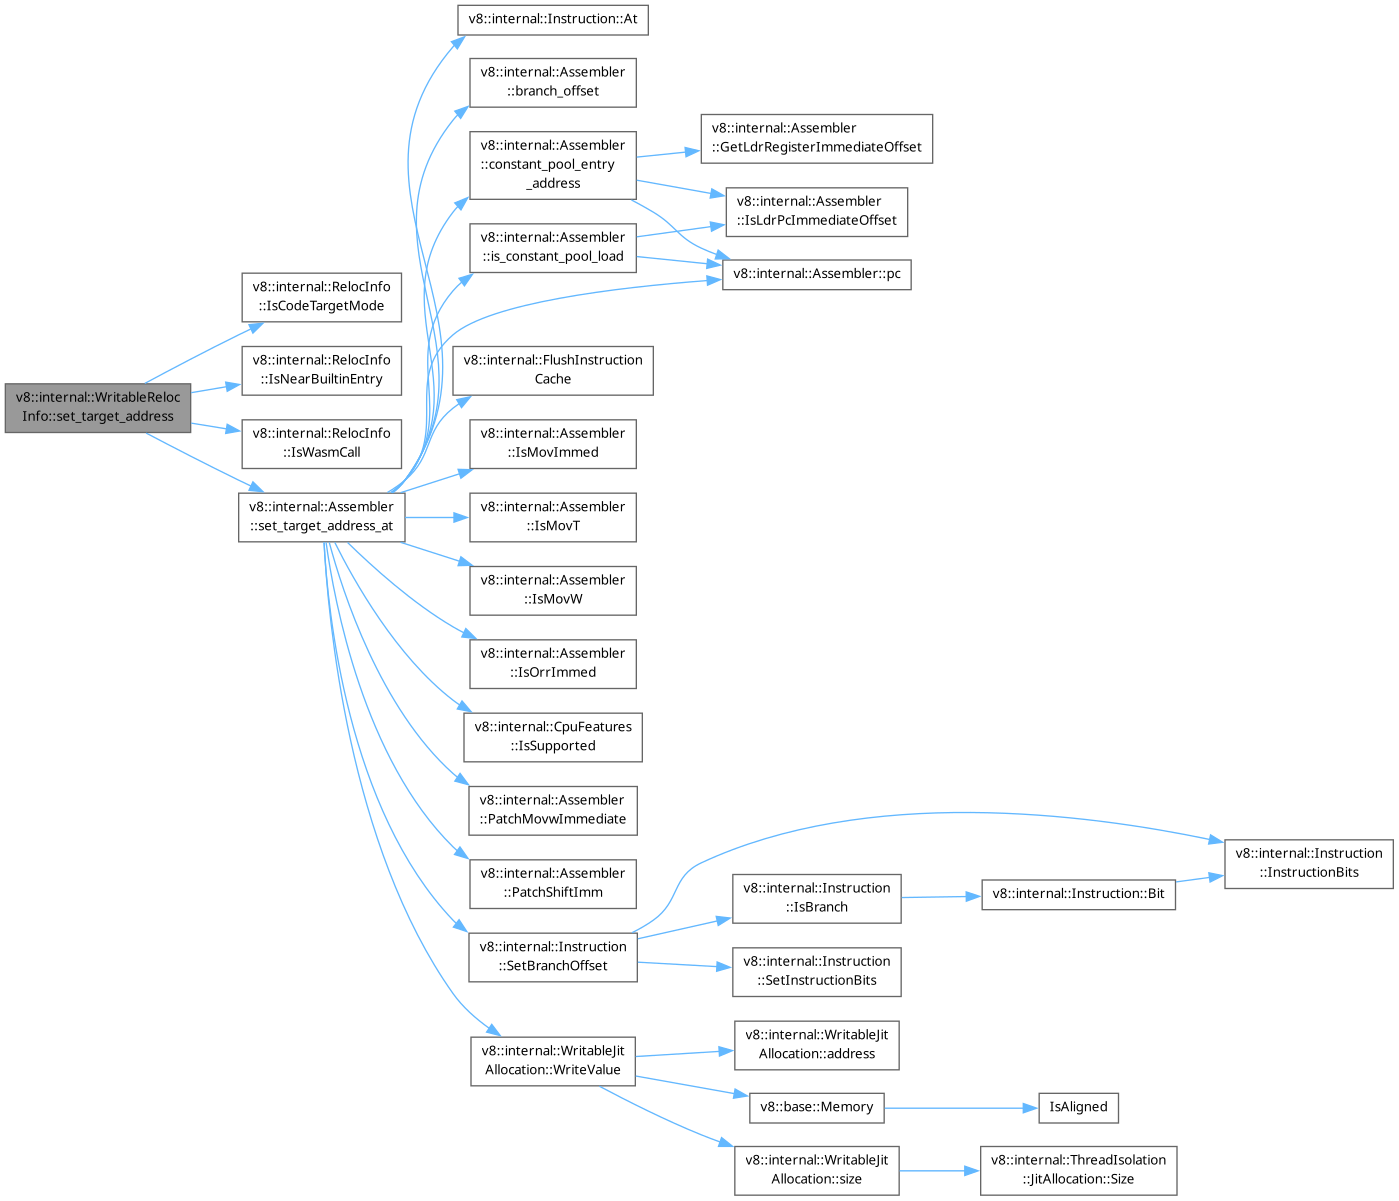 v8::internal::WritableReloc
Info::set_target_address
v8::internal::RelocInfo
::IsCodeTargetMode
v8::internal::RelocInfo
::IsNearBuiltinEntry
v8::internal::RelocInfo
::IsWasmCall
v8::internal::Assembler
::set_target_address_at
v8::internal::Instruction::At
v8::internal::Assembler
::branch_offset
v8::internal::Assembler
::constant_pool_entry
_address
v8::internal::Assembler
::is_constant_pool_load
v8::internal::Assembler
::GetLdrRegisterImmediateOffset
v8::internal::Assembler
::IsLdrPcImmediateOffset
v8::internal::Assembler::pc
v8::internal::FlushInstruction
Cache
v8::internal::Assembler
::IsMovImmed
v8::internal::Assembler
::IsMovT
v8::internal::Assembler
::IsMovW
v8::internal::Assembler
::IsOrrImmed
v8::internal::CpuFeatures
::IsSupported
v8::internal::Assembler
::PatchMovwImmediate
v8::internal::Assembler
::PatchShiftImm
v8::internal::Instruction
::SetBranchOffset
v8::internal::Instruction
::IsBranch
v8::internal::Instruction::Bit
v8::internal::Instruction
::InstructionBits
v8::internal::Instruction
::SetInstructionBits
v8::internal::WritableJit
Allocation::WriteValue
v8::internal::WritableJit
Allocation::address
v8::base::Memory
IsAligned
v8::internal::WritableJit
Allocation::size
v8::internal::ThreadIsolation
::JitAllocation::Size